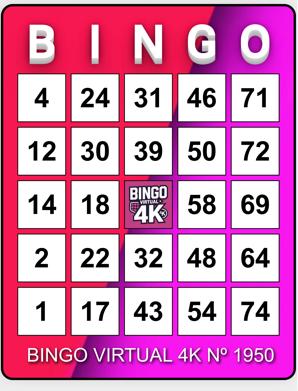 B I N G O
4 24 31 46 71
12 30 39 50 72
14 18 BINGO VIRTUAL 4K 58 69
2 22 32 48 64
1 17 43 54 74
BINGO VIRTUAL 4K Nº 1950